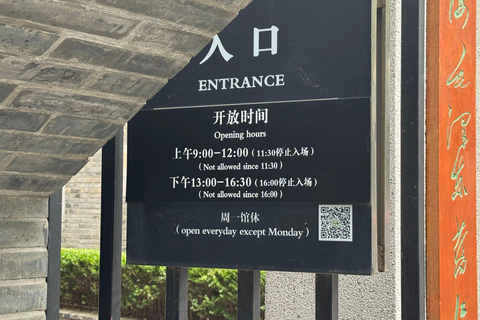 入口
ENTRANCE
开放时间
Opening hours
上午9:00-12:00（11:30停止入场）
( Not allowed since 11:30 )
下午13:00-16:30（16:00停止入场）
( Not allowed since 16:00 )
周一馆休
（open everyday except Monday）